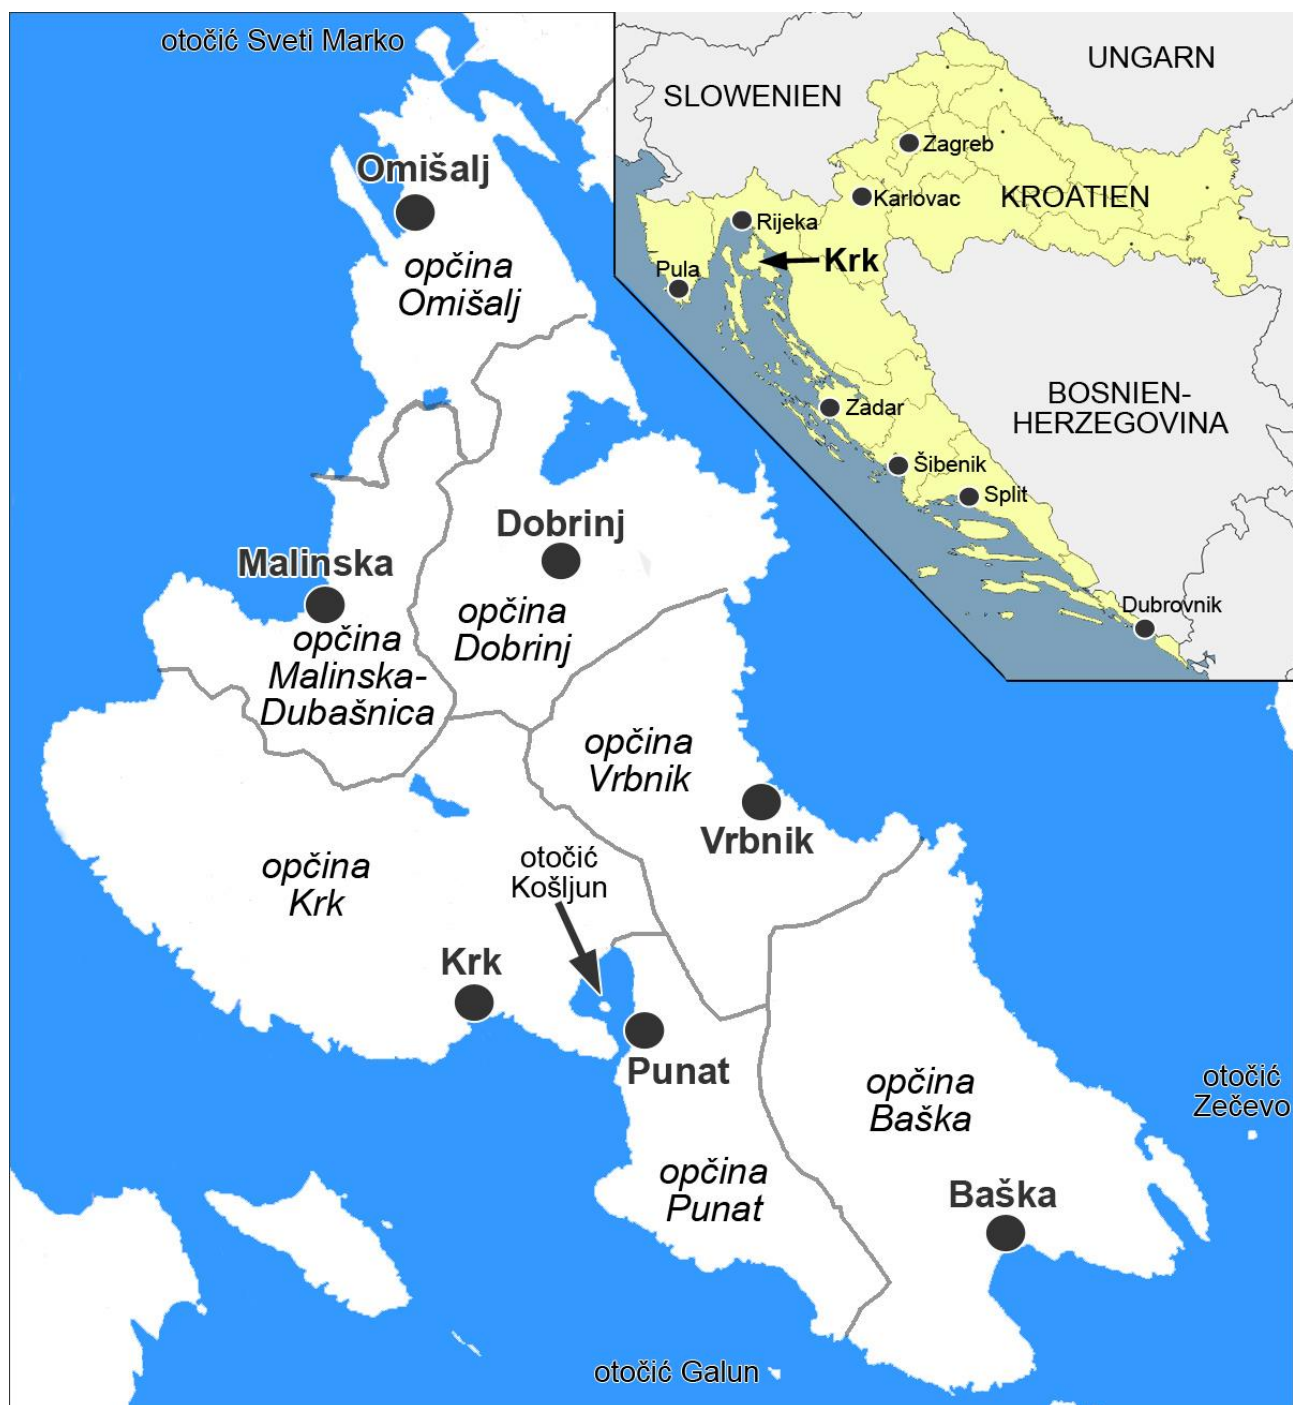 otočić Sveti Marko
Omišalj
općina
Omišalj
Dobrinj
općina
Dobrinj
Malinska
općina
Malinska-
Dubašnica
općina
Vrbnik
Vrbnik
otočić
Košljun
općina
Krk
Krk
Punat
općina
Punat
općina
Baška
Baška
otočić
Zečevo
otočić Galun
SLOWENIEN
UNGARN
Zagreb
Karlovac
KROATIEN
Rijeka
Krk
Pula
BOSNIEN-
HERZEGOVINA
Zadar
Šibenik
Split
Dubrovnik